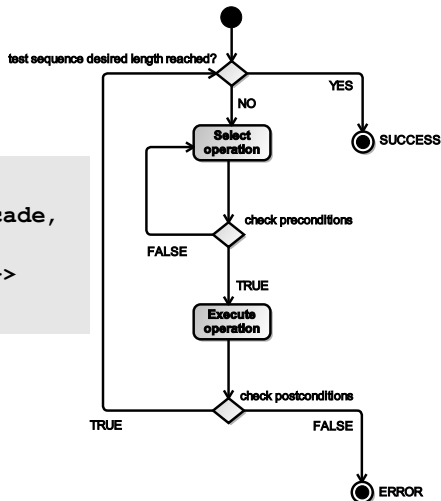 test sequence desired length reached?
YES
NO
Select
operation
SUCCESS
check preconditions
FALSE
TRUE
Execute
operation
check postconditions
TRUE
FALSE
ERROR